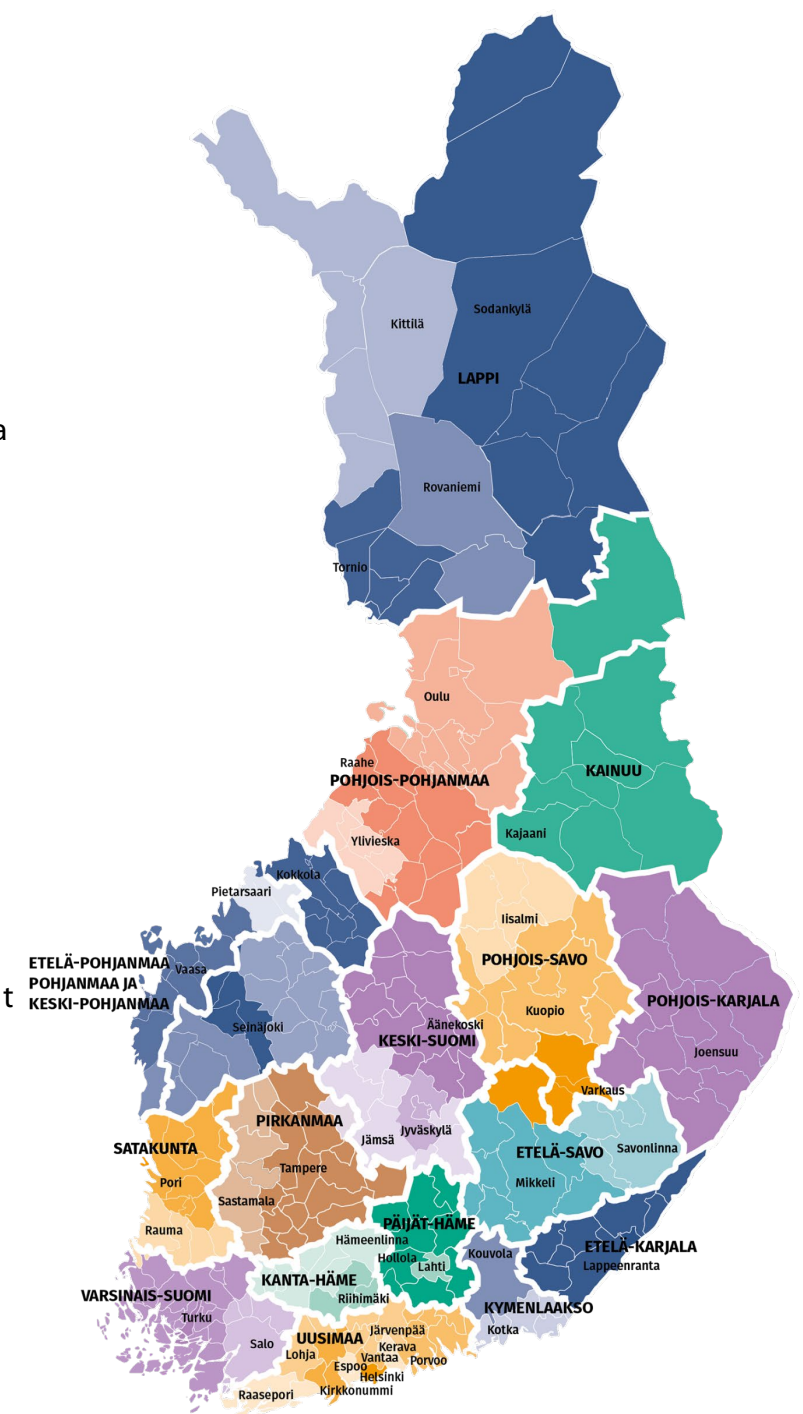 Kittilä
Sodankylä
LAPPI
a
Rovaniemi
Tornio
Oulu
Raahe
POHJOIS-POHJANMAA
KAINUU
Ylivieska
Kajaani
Kokkola
Pietarsaari
Iisalmi
ETELÄ-POHJANMAA
POHJANMAA JA
KESKI-POHJANMAA
t
Vaasa
POHJOIS-SAVO
POHJOIS-KARJALA
Kuopio
Seinäjoki
Äänekoski
KESKI-SUOMI
Joensuu
Varkaus
PIRKANMAA
Jyväskylä
Jämsä
SATAKUNTA
ETELÄ-SAVO
Savonlinna
Tampere
Pori
Mikkeli
Sastamala
Rauma
PÄIJÄT-HÄME
Hämeenlinna
Hollola
Lahti
Kouvola
ETELÄ-KARJALA
Lappeenranta
KANTA-HÄME
Riihimäki
VARSINAIS-SUOMI
KYMENLAAKSO
Turku
Kotka
UUSIMAA
Järvenpää
Salo
Kerava
Lohja
Vantaa
Porvoo
Espoo
Helsinki
Raasepori
Kirkkonummi